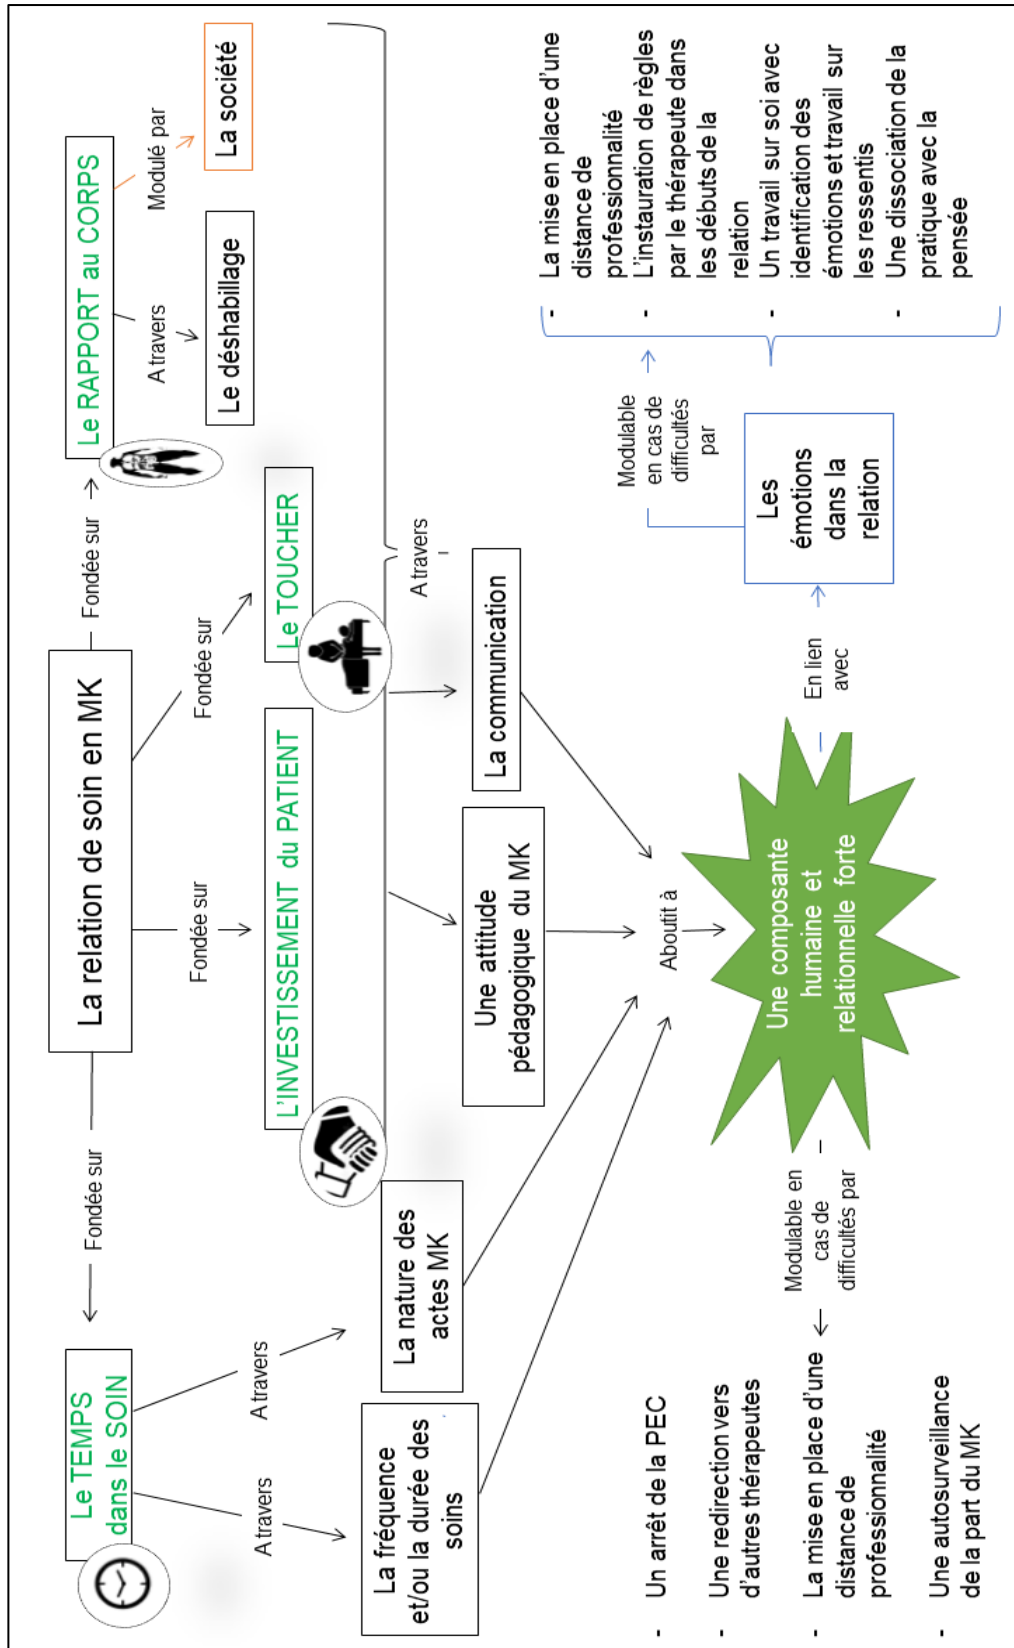 La relation de soin en MK
Fondée sur
Fondée sur
Fondée sur
Fondée sur
Le TEMPS
dans le SOIN
L'INVESTISSEMENT du PATIENT
Le TOUCHER
Le RAPPORT au CORPS
A travers
A travers
A travers
Modulé par
Le déshabillage
La société
A travers
La fréquence
et/ou la durée des
soins
La nature des
actes MK
Une attitude
pédagogique du MK
La communication
Aboutit à
Une composante
humaine et
relationnelle forte
En lien
avec
Les
émotions
dans la
relation
Modulable
en cas de
difficultés
par
- La mise en place d'une
distance de
professionnalité
- L'instauration de règles
par le thérapeute dans
les débuts de la
relation
- Un travail sur soi avec
identification des
émotions et travail sur
les ressentis
- Une dissociation de la
pratique avec la
pensée
Modulable en
cas de
difficultés par
- Un arrêt de la PEC
- Une redirection vers
d'autres thérapeutes
- La mise en place d'une
distance de
professionnalité
- Une autosurveillance
de la part du MK